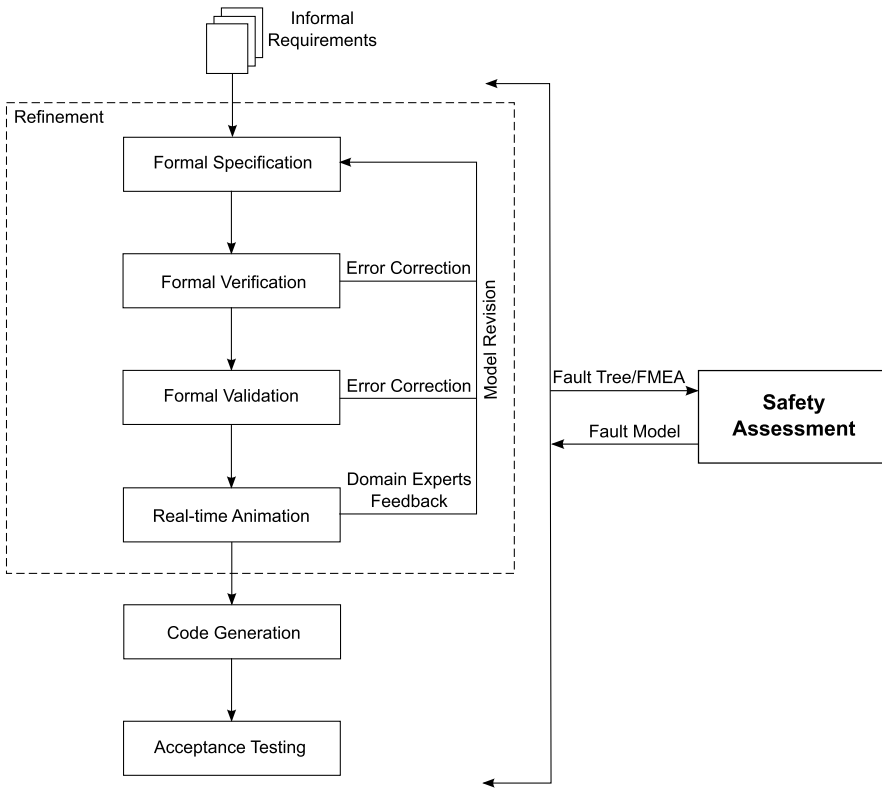 Informal
Requirements
Refinement
Formal Specification
Formal Verification
Error Correction
Model Revision
Formal Validation
Error Correction
Domain Experts
Feedback
Real-time Animation
Code Generation
Acceptance Testing
Fault Tree/FMEA
Fault Model
Safety
Assessment